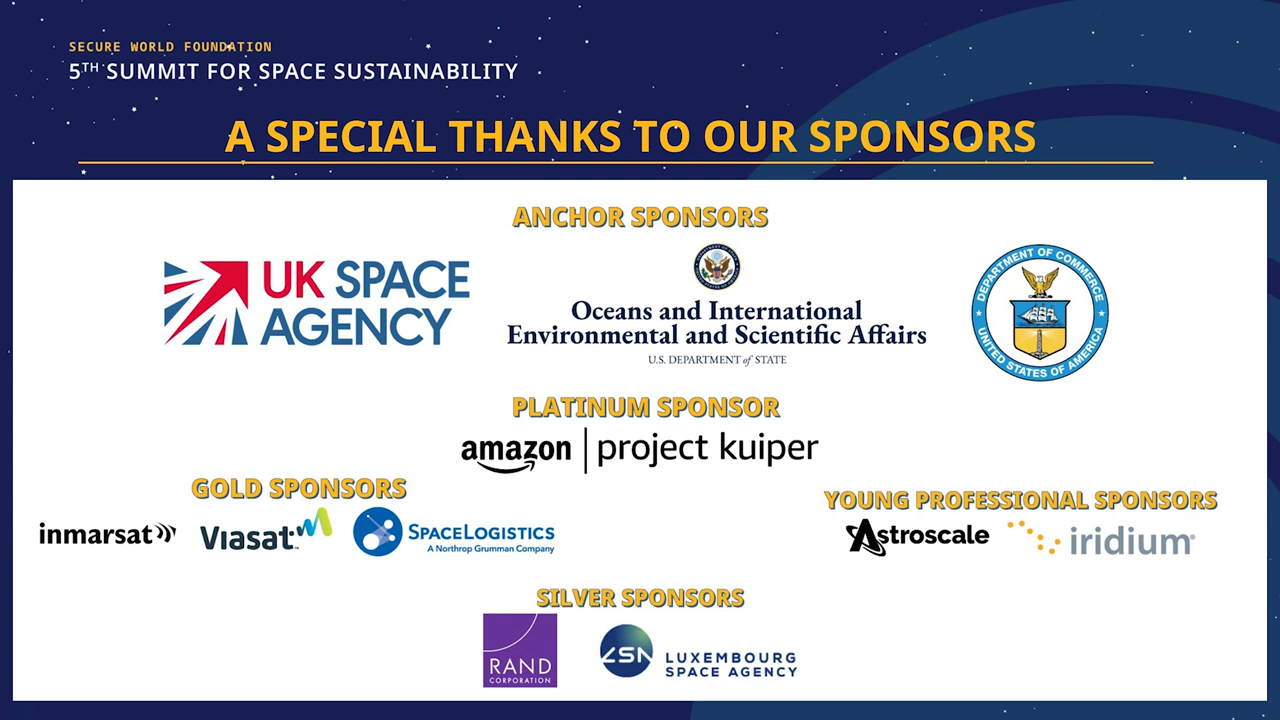 SECURE WORLD FOUNDATION
5TH SUMMIT FOR SPACE SUSTAINABILITY
A SPECIAL THANKS TO OUR SPONSORS
ANCHOR SPONSORS
UK SPACE
AGENCY
Oceans and International
Environmental and Scientific Affairs
U.S. DEPARTMENT of STATE
DEPARTMENT OF COMMERCE
UNITED STATES OF AMERICA
PLATINUM SPONSOR
amazon | project kuiper
GOLD SPONSORS
inmarsat
Viasat™
SPACELOGISTICS
A Northrop Grumman Company
YOUNG PROFESSIONAL SPONSORS
Astroscale
iridium®
SILVER SPONSORS
RAND
CORPORATION
LSA
LUXEMBOURG
SPACE AGENCY